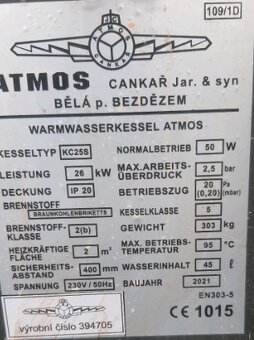 109/1D
ATMOS
JC
CANKAŘ
ATMOS CANKAŘ Jar. & syn
BĚLÁ p. BEZDĚZEM
WARMWASSERKESSEL ATMOS
KESSELTYP KC25S NORMALBETRIEB 50 W
LEISTUNG 26 kW MAX.ARBEITS-ÜBERDRUCK 2,5 bar
DECKUNG IP 20 BETRIEBSZUG 20 (0,20) Pa (mbar)
BRENNSTOFF BRAUNKOHLENBRIKETTS KESSELKLASSE 5
BRENNSTOFF-KLASSE 2(b) GEWICHT 303 kg
HEIZKRÄFTIGE FLÄCHE 2 m² MAX. BETRIEBS-TEMPERATUR 95 °C
SICHERHEITS-ABSTAND 400 mm WASSERINHALT 45 ℓ
SPANNUNG 230V / 50Hz BAUJAHR 2021
EN303-5
výrobní číslo 394705 CE 1015